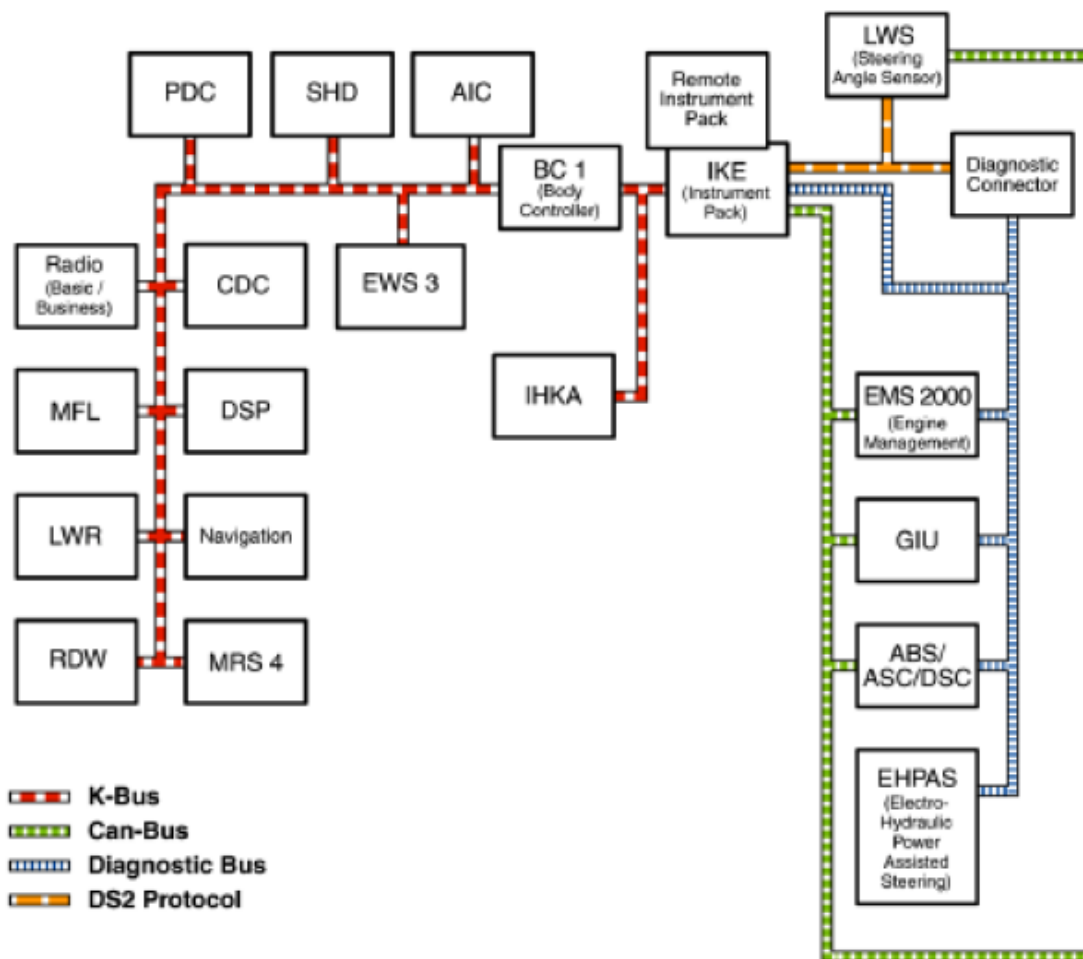 LWS
(Steering
Angle Sensor)
PDC
SHD
AIC
Remote
Instrument
Pack
BC 1
(Body
Controller)
IKE
(Instrument
Pack)
Diagnostic
Connector
Radio
(Basic /
Business)
CDC
EWS 3
IHKA
MFL
DSP
EMS 2000
(Engine
Management)
LWR
Navigation
GIU
RDW
MRS 4
ABS/
ASC/DSC
EHPAS
(Electro-
Hydraulic
Power
Assisted
Steering)
K-Bus
Can-Bus
Diagnostic Bus
DS2 Protocol